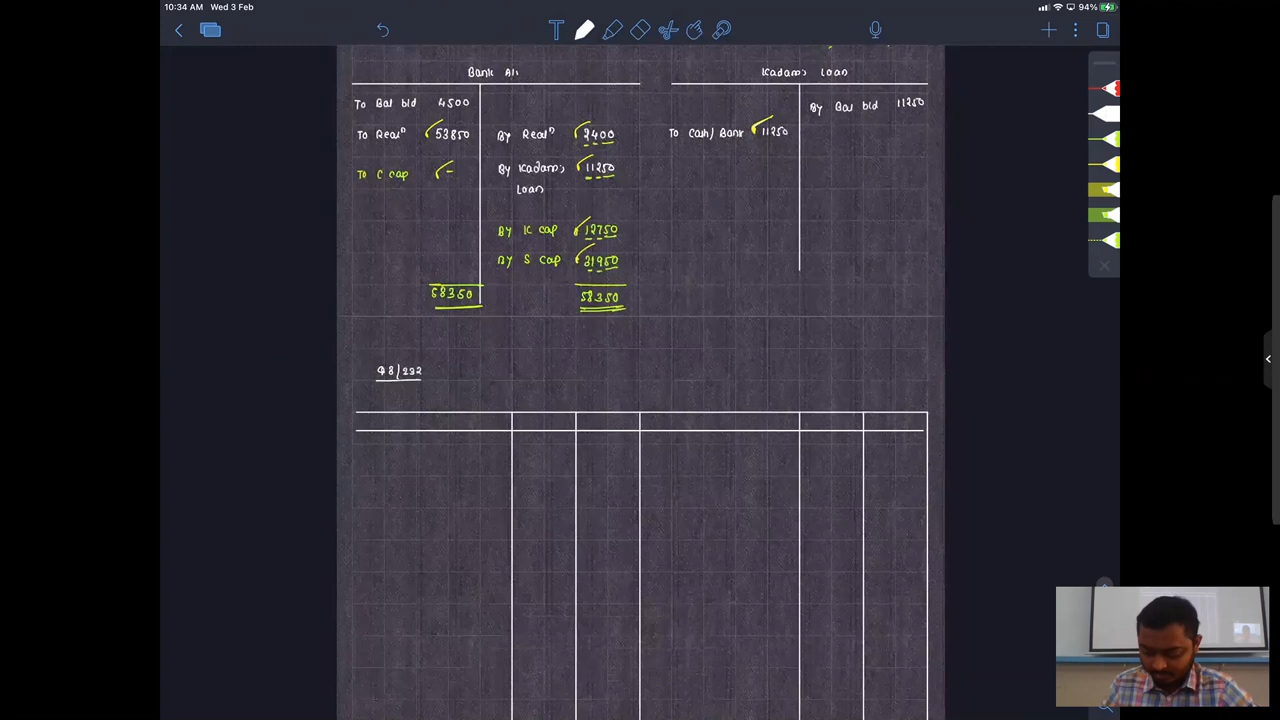 10:34 AM Wed 3 Feb
94%
Bank A/c
To Bal b/d 4500
To Realⁿ 53850
By Realⁿ 2400
To C cap -
By Kadam's 11250
Loan
By K cap 12750
By S cap 31950
58350
58350
Kadam's Loan
By Bal b/d 11250
To Cash/Bank 11250
48/232